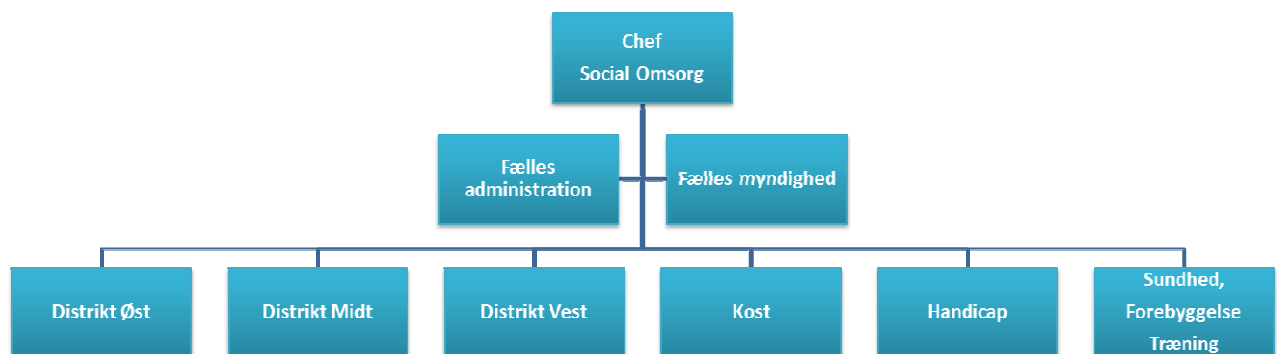 Chef
Social Omsorg
Fælles
administration
Fælles myndighed
Distrikt Øst
Distrikt Midt
Distrikt Vest
Kost
Handicap
Sundhed,
Forebyggelse
Træning